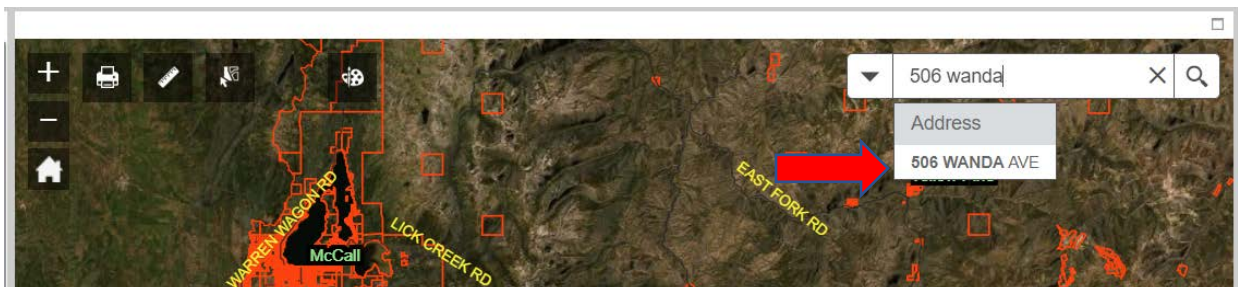 506 wanda
Address
506 WANDA AVE
EAST FORK RD
WARREN WAGON RD
LICK CREEK RD
McCall